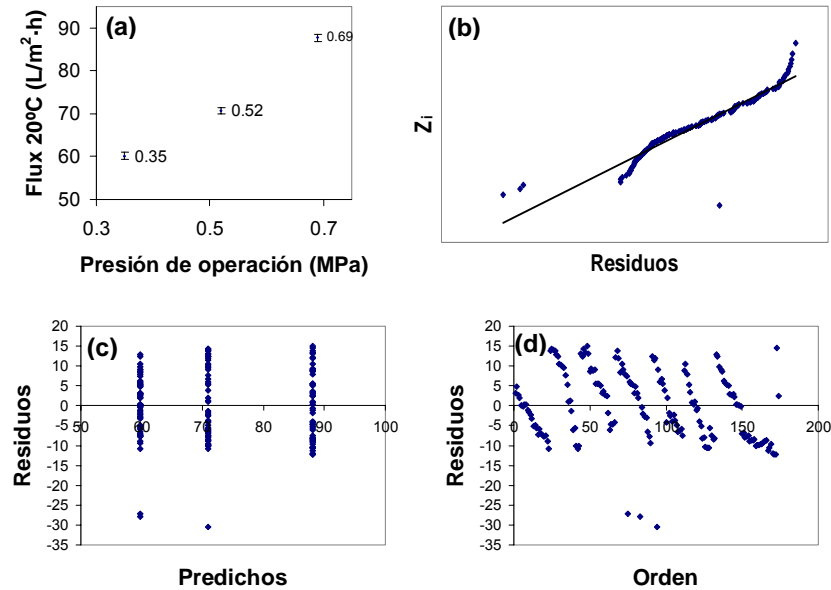 (a)
Flux 20ºC (L/m²·h)
90
80
70
60
50
0.69
0.52
0.35
0.3 0.5 0.7
Presión de operación (MPa)
(b)
Zi
Residuos
(c)
Residuos
20
15
10
5
0
-5
-10
-15
-20
-25
-30
-35
50 60 70 80 90 100
Predichos
(d)
Residuos
20
15
10
5
0
-5
-10
-15
-20
-25
-30
-35
0 50 100 150 200
Orden